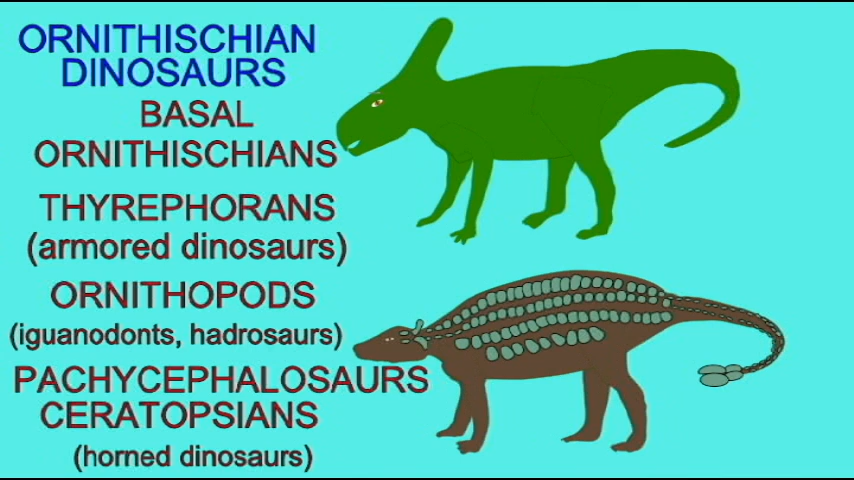 ORNITHISCHIAN
DINOSAURS
BASAL
ORNITHISCHIANS
THYREPHORANS
(armored dinosaurs)
ORNITHOPODS
(iguanodonts, hadrosaurs)
PACHYCEPHALOSAURS
CERATOPSIANS
(horned dinosaurs)